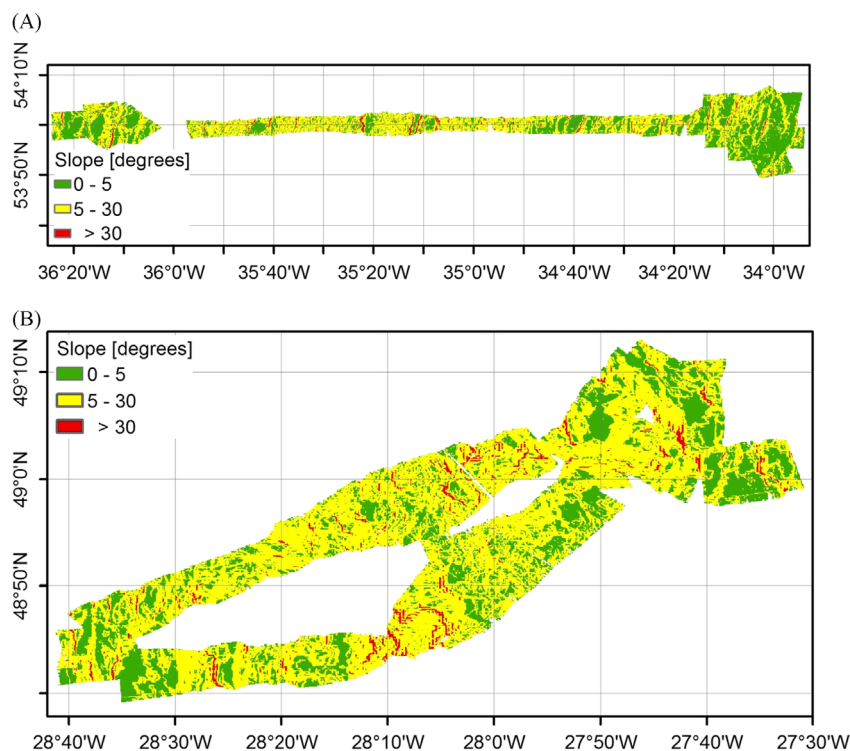 (A)
54°10'N
53°50'N
Slope [degrees]
0 - 5
5 - 30
> 30
36°20'W 36°0'W 35°40'W 35°20'W 35°0'W 34°40'W 34°20'W 34°0'W
(B)
49°10'N
49°0'N
48°50'N
Slope [degrees]
0 - 5
5 - 30
> 30
28°40'W 28°30'W 28°20'W 28°10'W 28°0'W 27°50'W 27°40'W 27°30'W